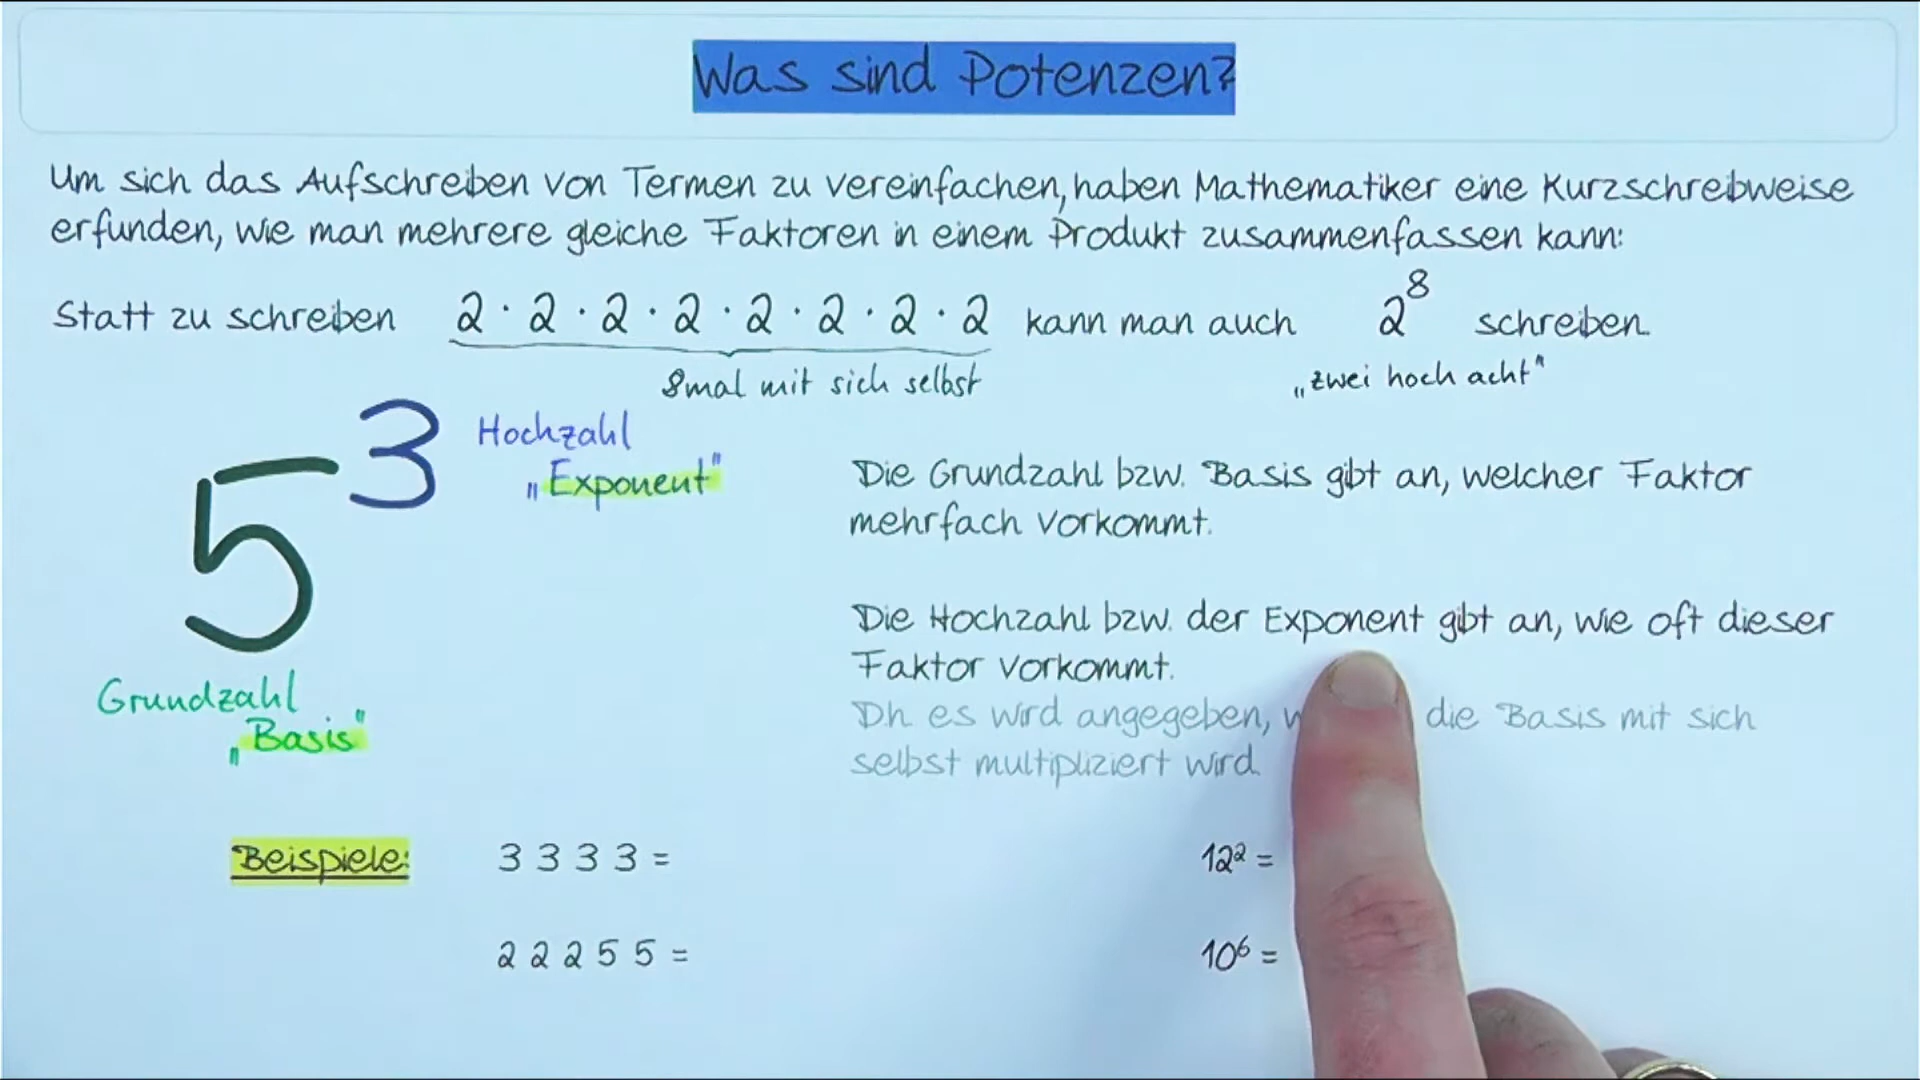 Was sind Potenzen?
Um sich das Aufschreiben von Termen zu vereinfachen, haben Mathematiker eine Kurzschreibweise
erfunden, wie man mehrere gleiche Faktoren in einem Produkt zusammenfassen kann:
Statt zu schreiben 2 · 2 · 2 · 2 · 2 · 2 · 2 · 2 kann man auch 2⁸ schreiben.
8mal mit sich selbst „zwei hoch acht"
5³
Hochzahl
„Exponent"
Grundzahl
„Basis"
Die Grundzahl bzw. Basis gibt an, welcher Faktor
mehrfach vorkommt.
Die Hochzahl bzw. der Exponent gibt an, wie oft dieser
Faktor vorkommt.
Dh. es wird angegeben, die Basis mit sich
selbst multipliziert wird.
Beispiele: 3 3 3 3 = 12² =
2 2 2 5 5 = 10⁶ =